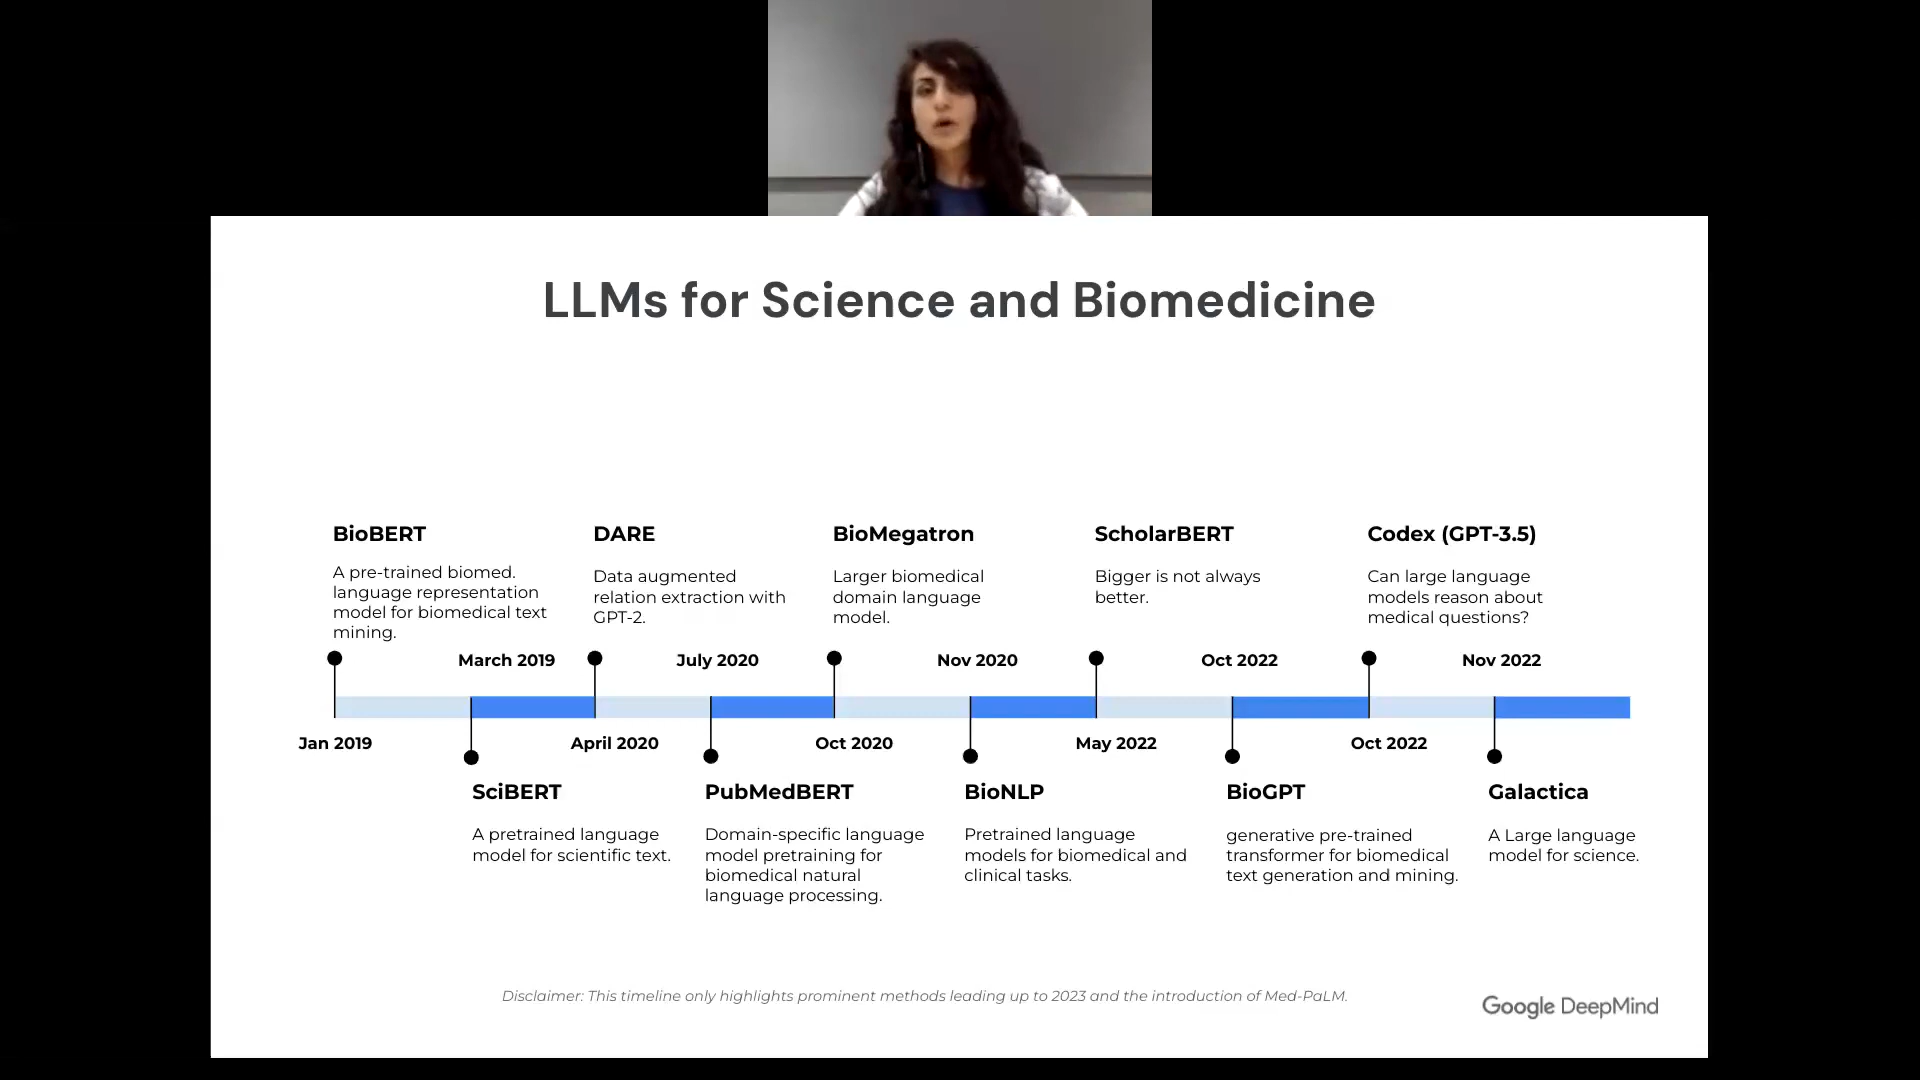 LLMs for Science and Biomedicine
BioBERT
A pre-trained biomed.
language representation
model for biomedical text
mining.
DARE
Data augmented
relation extraction with
GPT-2.
BioMegatron
Larger biomedical
domain language
model.
ScholarBERT
Bigger is not always
better.
Codex (GPT-3.5)
Can large language
models reason about
medical questions?
March 2019
July 2020
Nov 2020
Oct 2022
Nov 2022
Jan 2019
April 2020
Oct 2020
May 2022
Oct 2022
SciBERT
A pretrained language
model for scientific text.
PubMedBERT
Domain-specific language
model pretraining for
biomedical natural
language processing.
BioNLP
Pretrained language
models for biomedical and
clinical tasks.
BioGPT
generative pre-trained
transformer for biomedical
text generation and mining.
Galactica
A Large language
model for science.
Disclaimer: This timeline only highlights prominent methods leading up to 2023 and the introduction of Med-PaLM.
Google DeepMind